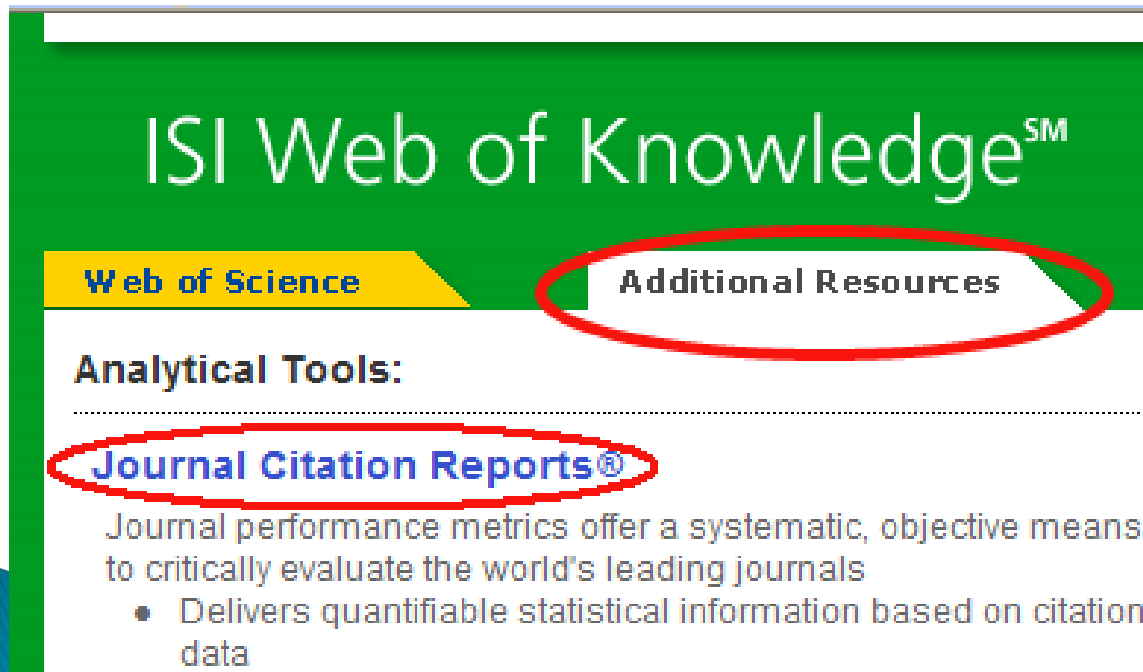 ISI Web of Knowledge℠
Web of Science
Additional Resources
Analytical Tools:
Journal Citation Reports®
Journal performance metrics offer a systematic, objective means
to critically evaluate the world's leading journals
● Delivers quantifiable statistical information based on citation
data